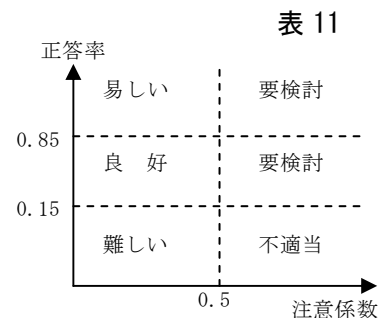 表 11
正答率
易しい 要検討
0.85
良 好 要検討
0.15
難しい 不適当
0.5
注意係数